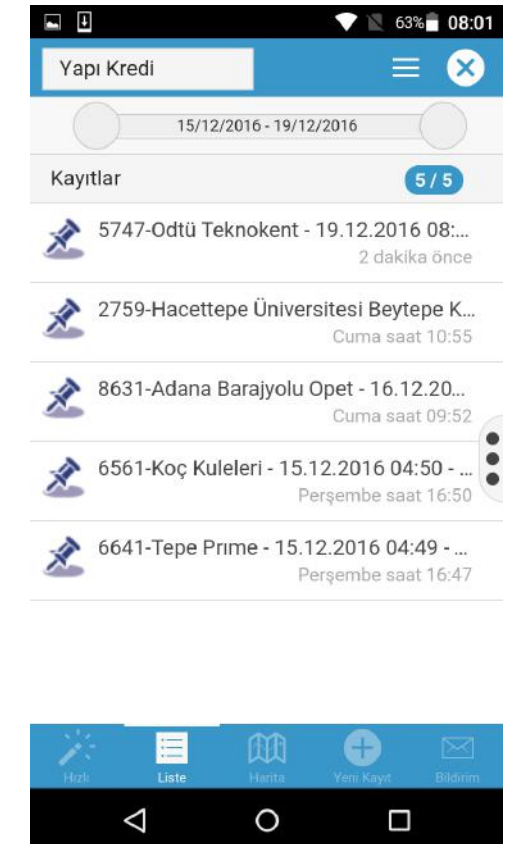 63% 08:01
Yapı Kredi
15/12/2016 - 19/12/2016
Kayıtlar 5 / 5
5747-Odtü Teknokent - 19.12.2016 08:...
2 dakika önce
2759-Hacettepe Üniversitesi Beytepe K...
Cuma saat 10:55
8631-Adana Barajyolu Opet - 16.12.20...
Cuma saat 09:52
6561-Koç Kuleleri - 15.12.2016 04:50 - ...
Perşembe saat 16:50
6641-Tepe Prıme - 15.12.2016 04:49 - ...
Perşembe saat 16:47
Hızlı Liste Harita Yeni Kayıt Bildirim